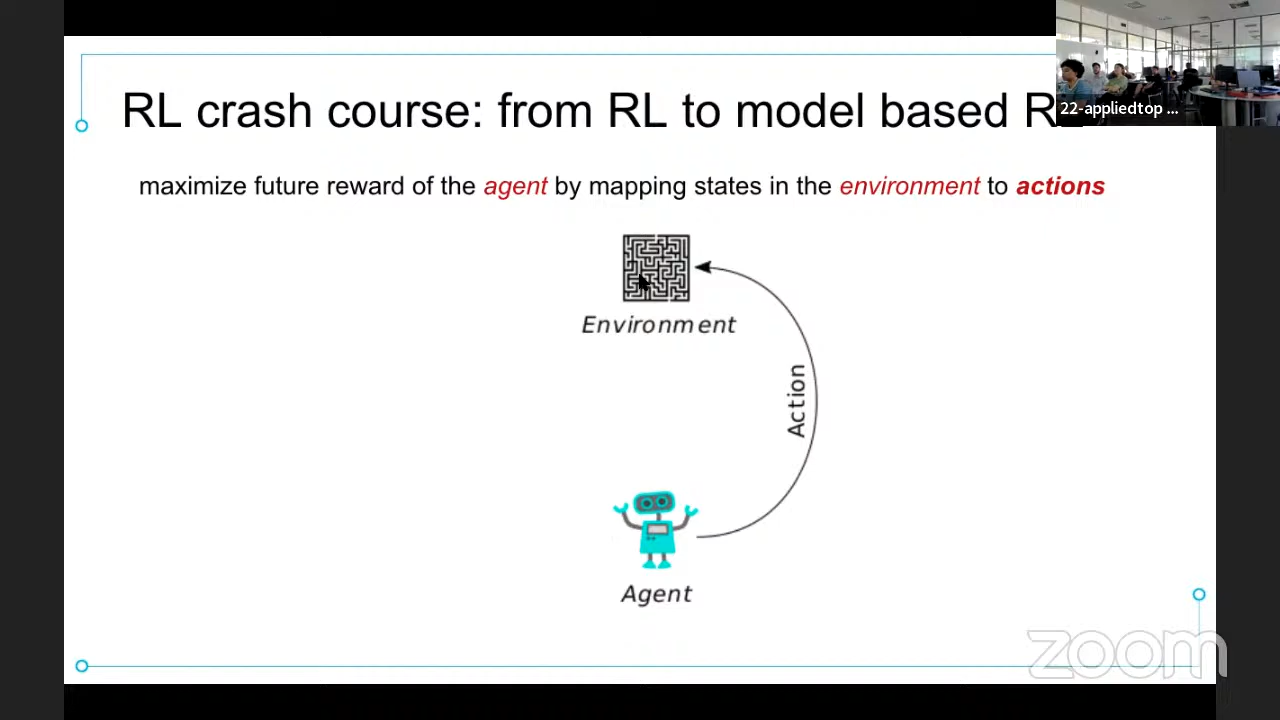 RL crash course: from RL to model based R
22-appliedtop ...
maximize future reward of the agent by mapping states in the environment to actions
Environment
Action
Agent
zoom